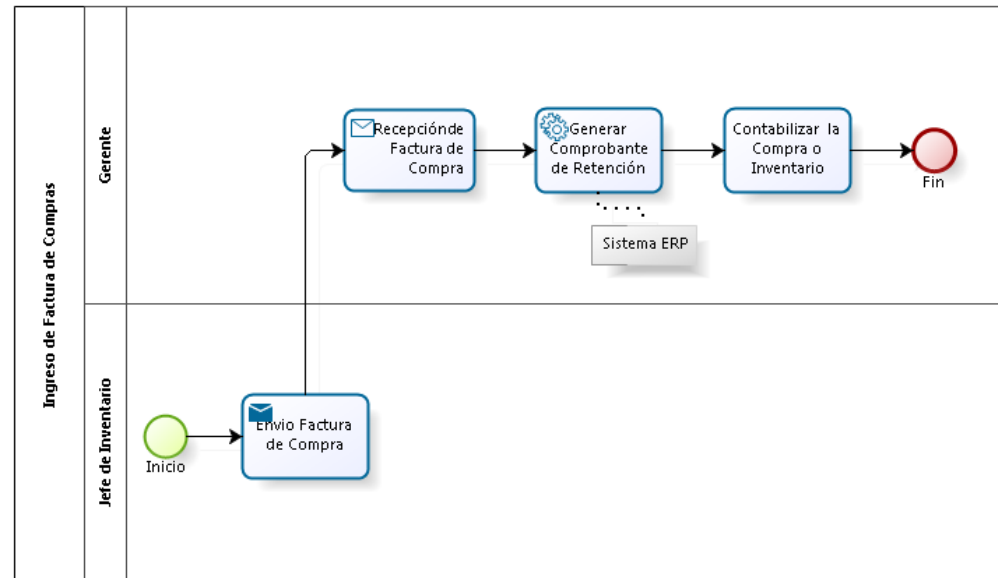 Ingreso de Factura de Compras
Gerente
Recepciónde
Factura de
Compra
Generar
Comprobante
de Retención
Contabilizar la
Compra o
Inventario
Fin
Sistema ERP
Jefe de Inventario
Inicio
Envio Factura
de Compra